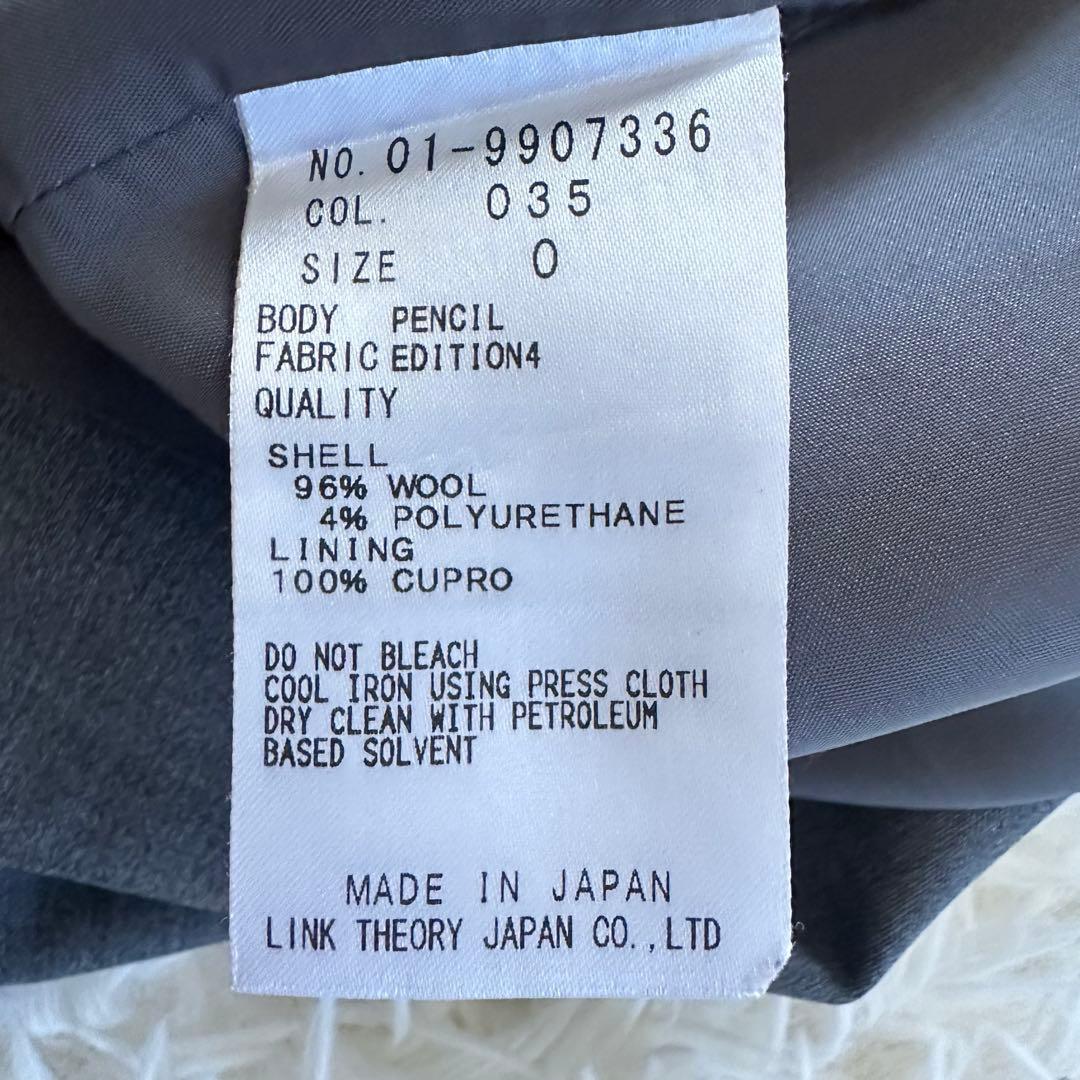 NO. 01-9907336
COL. 035
SIZE 0
BODY PENCIL
FABRIC EDITION4
QUALITY
SHELL
96% WOOL
4% POLYURETHANE
LINING
100% CUPRO
DO NOT BLEACH
COOL IRON USING PRESS CLOTH
DRY CLEAN WITH PETROLEUM
BASED SOLVENT
MADE IN JAPAN
LINK THEORY JAPAN CO.,LTD